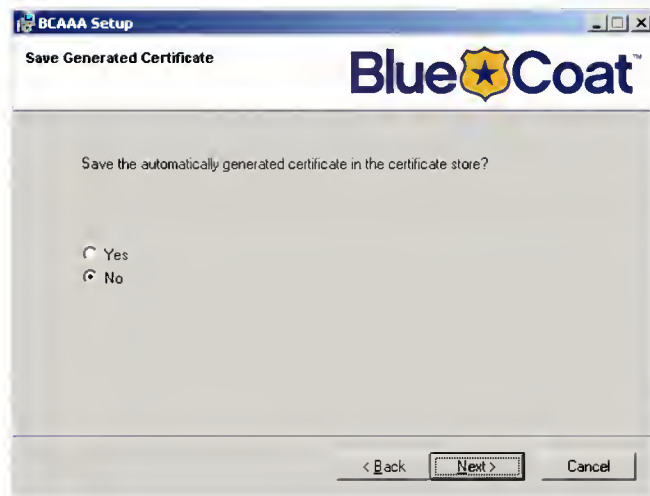 BCAAA Setup
Save Generated Certificate
Blue Coat™
Save the automatically generated certificate in the certificate store?
Yes
No
< Back
Next >
Cancel